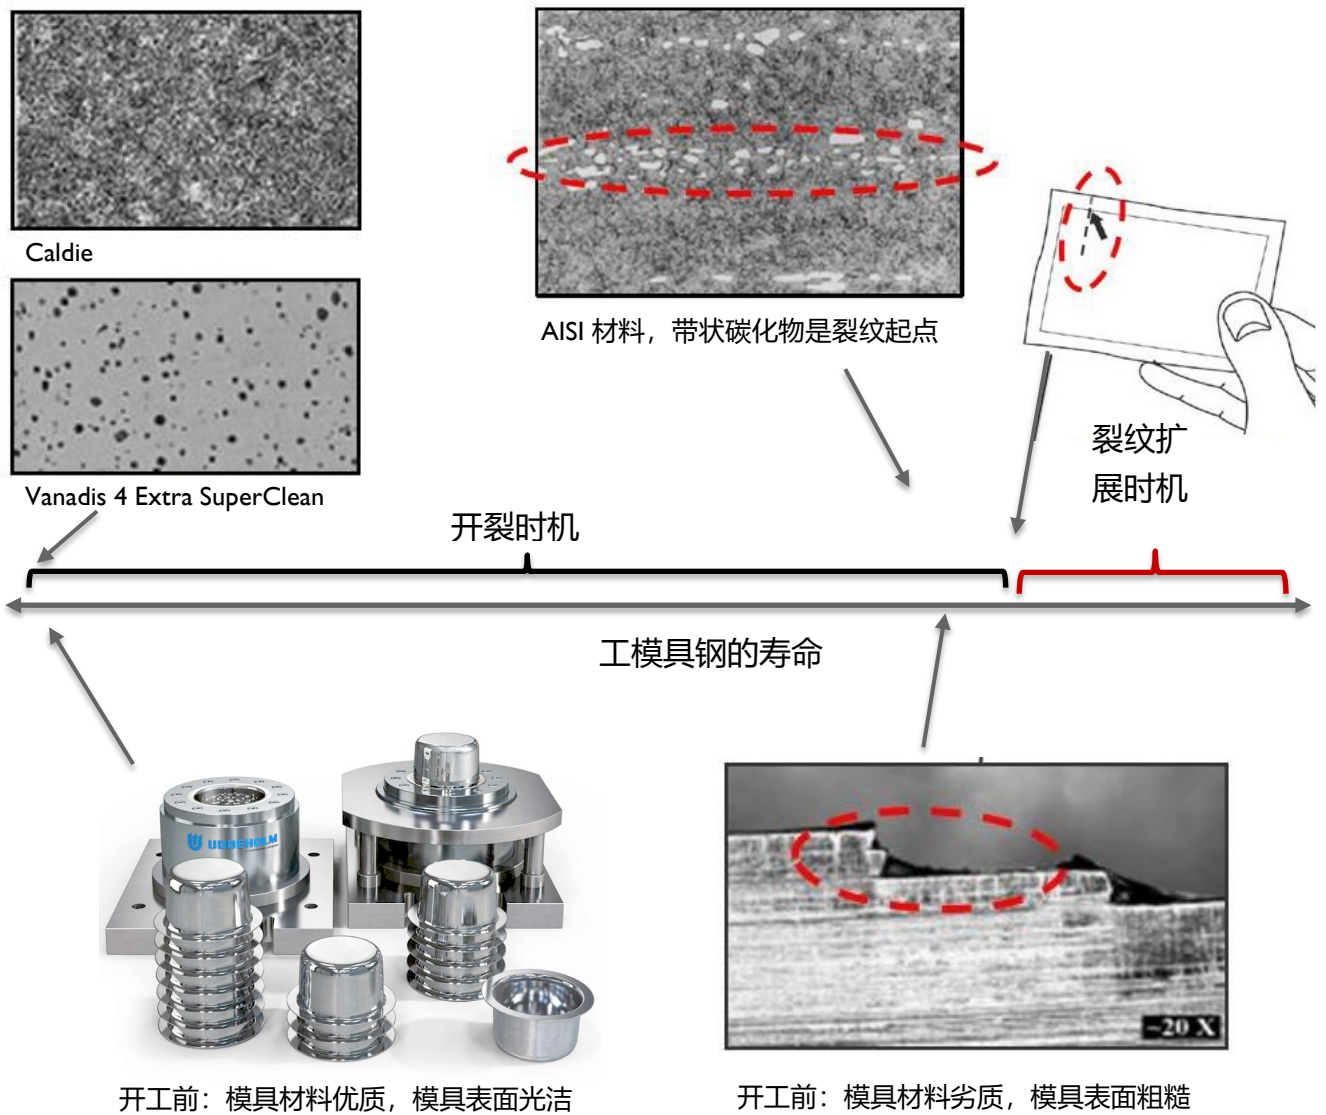 Caldie
AISI 材料，带状碳化物是裂纹起点
Vanadis 4 Extra SuperClean
裂纹扩
展时机
开裂时机
工模具钢的寿命
UDDEHOLM
~20 X
开工前：模具材料优质，模具表面光洁
开工前：模具材料劣质，模具表面粗糙